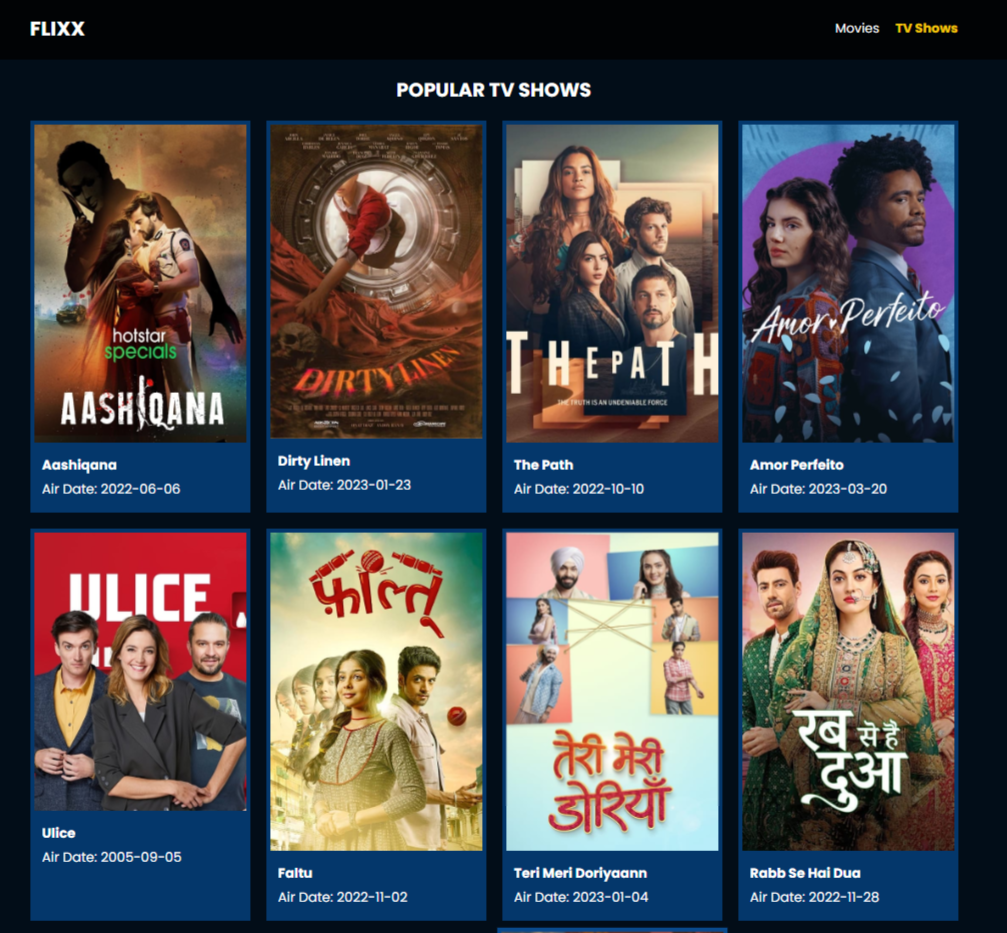 FLIXX
Movies TV Shows
POPULAR TV SHOWS
hotstar
specials
AASHIQANA
Aashiqana
Air Date: 2022-06-06
DIRTY LINEN
Dirty Linen
Air Date: 2023-01-23
THE PATH
THE TRUTH IS AN UNDENIABLE FORCE
The Path
Air Date: 2022-10-10
Amor Perfeito
Amor Perfeito
Air Date: 2023-03-20
ULICE
Ulice
Air Date: 2005-09-05
फ़ालतू
Faltu
Air Date: 2022-11-02
तेरी मेरी
डोरियाँ
Teri Meri Doriyaann
Air Date: 2023-01-04
रब से है
दुआ
Rabb Se Hai Dua
Air Date: 2022-11-28